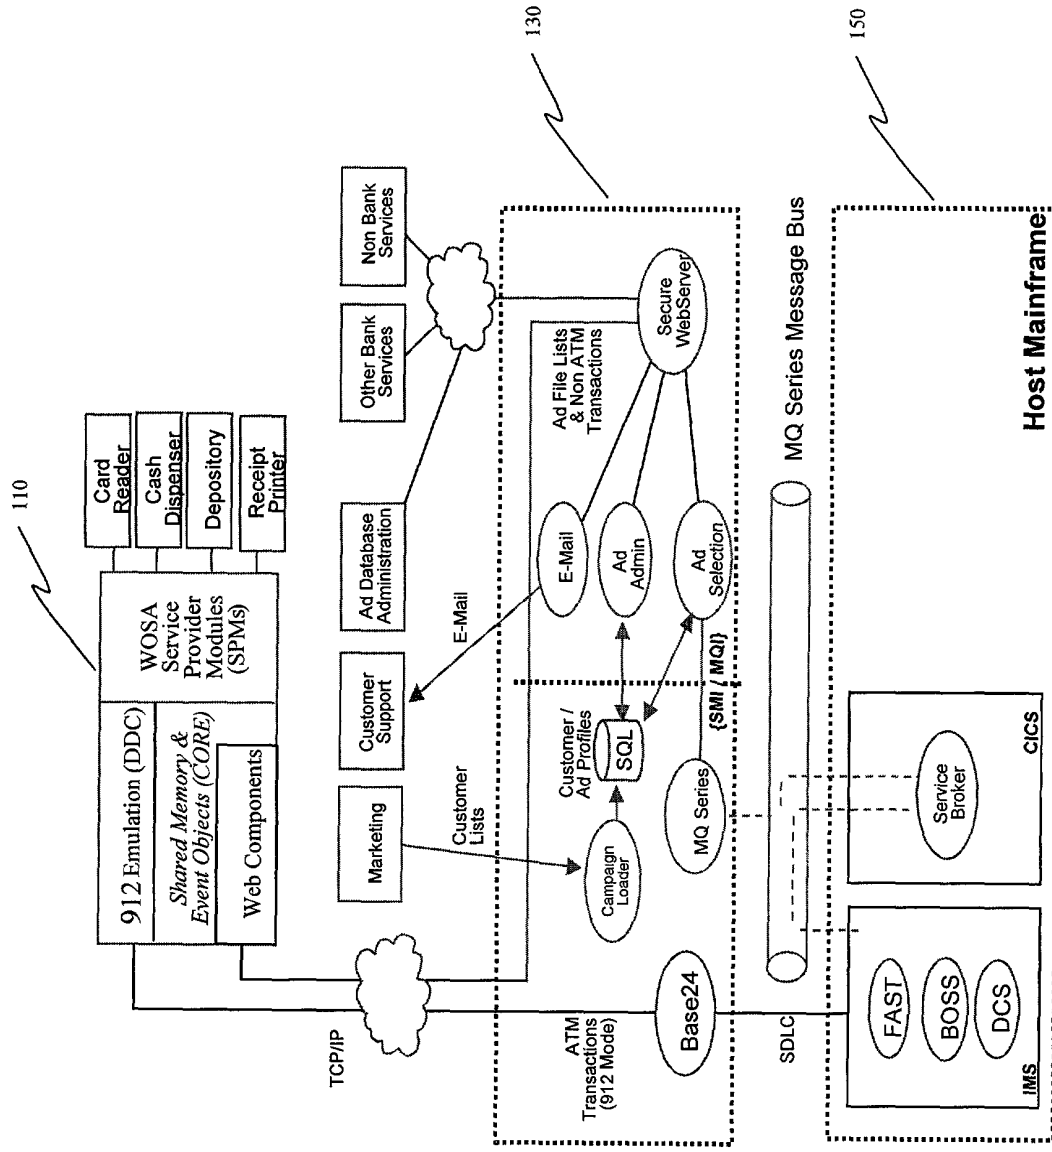 110
Card
Reader
Cash
Dispenser
Depository
Receipt
Printer
912 Emulation (DDC)
Shared Memory &
Event Objects (CORE)
Web Components
WOSA
Service
Provider
Modules
(SPMs)
TCP/IP
Marketing
Customer
Support
Ad Database
Administration
Other Bank
Services
Non Bank
Services
Customer
Lists
E-Mail
130
ATM
Transactions
(912 Mode)
Base24
Campaign
Loader
Customer /
Ad Profiles
SQL
MQ Series
{SMI / MQI}
E-Mail
Ad
Admin
Ad
Selection
Ad File Lists
& Non ATM
Transactions
Secure
WebServer
SDLC
MQ Series Message Bus
150
FAST
BOSS
DCS
IMS
Service
Broker
CICS
Host Mainframe